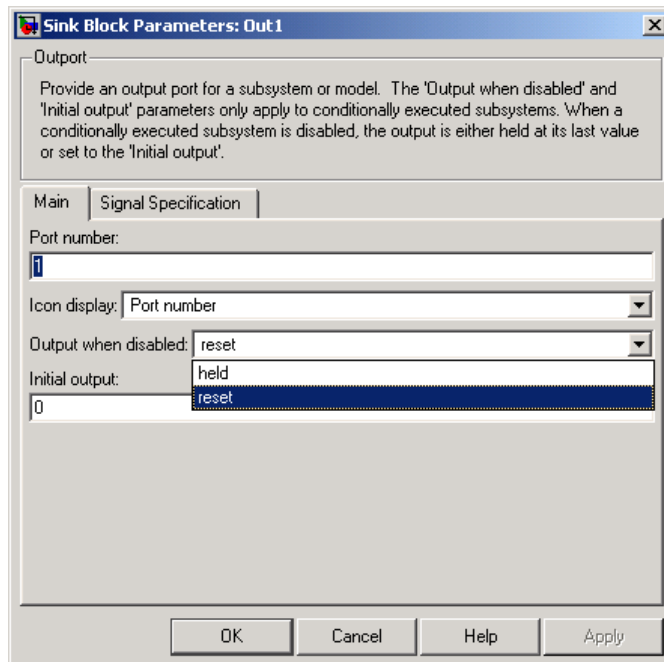 Sink Block Parameters: Out1
Outport
Provide an output port for a subsystem or model.  The 'Output when disabled' and
'Initial output' parameters only apply to conditionally executed subsystems. When a
conditionally executed subsystem is disabled, the output is either held at its last value
or set to the 'Initial output'.
Main Signal Specification
Port number:
1
Icon display: Port number
Output when disabled: reset
held
Initial output:
reset
0
OK Cancel Help Apply